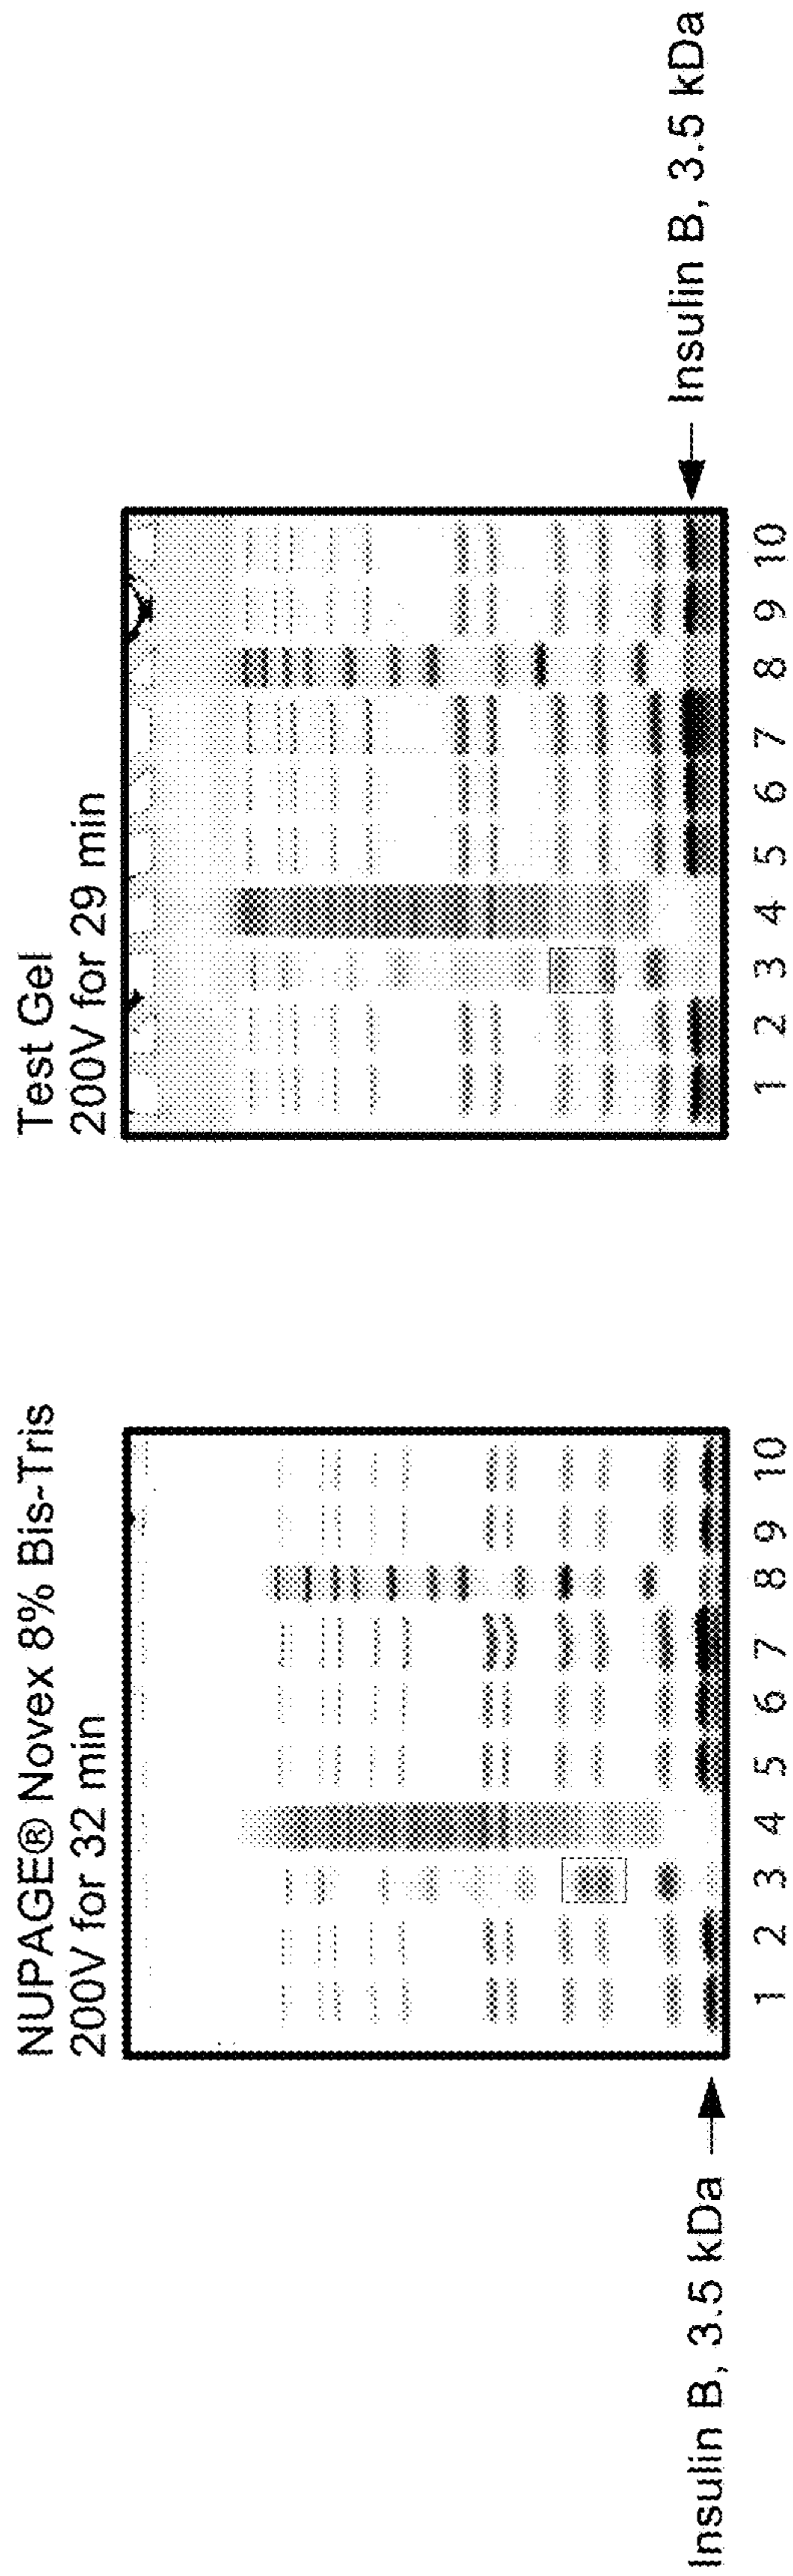 NUPAGE® Novex 8% Bis-Tris
200V for 32 min
Insulin B, 3.5 kDa
1 2 3 4 5 6 7 8 9 10
Test Gel
200V for 29 min
Insulin B, 3.5 kDa
1 2 3 4 5 6 7 8 9 10